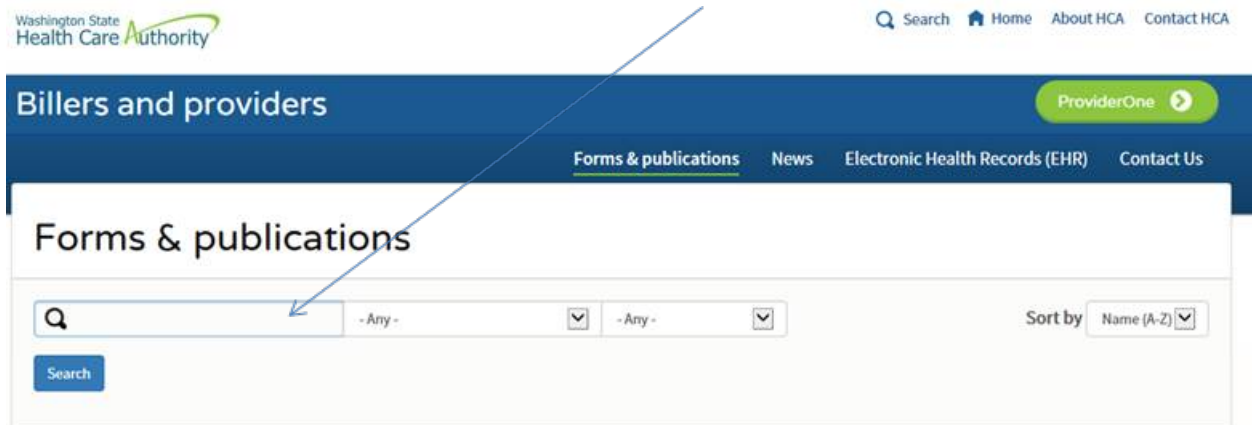 Washington State
Health Care Authority
Search Home About HCA Contact HCA
Billers and providers
ProviderOne
Forms & publications News Electronic Health Records (EHR) Contact Us
Forms & publications
- Any - - Any - Sort by Name (A-Z)
Search